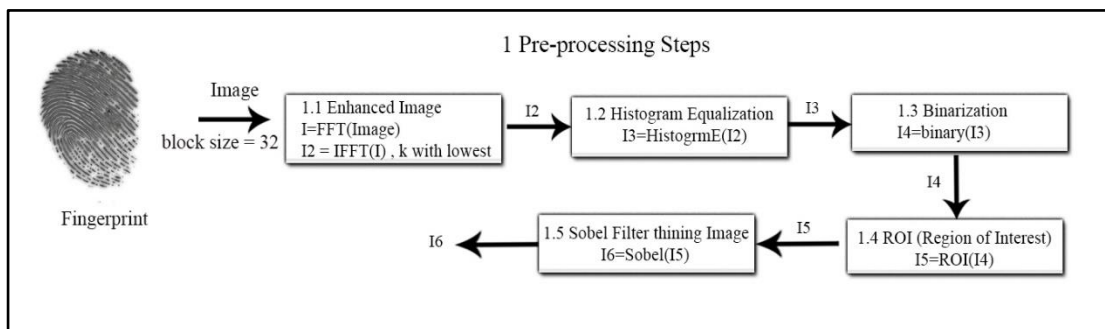 1 Pre-processing Steps
Image
block size = 32
Fingerprint
1.1 Enhanced Image
I=FFT(Image)
I2 = IFFT(I) , k with lowest
I2
1.2 Histogram Equalization
I3=HistogrmE(I2)
I3
1.3 Binarization
I4=binary(I3)
I4
1.4 ROI (Region of Interest)
I5=ROI(I4)
I5
1.5 Sobel Filter thining Image
I6=Sobel(I5)
I6